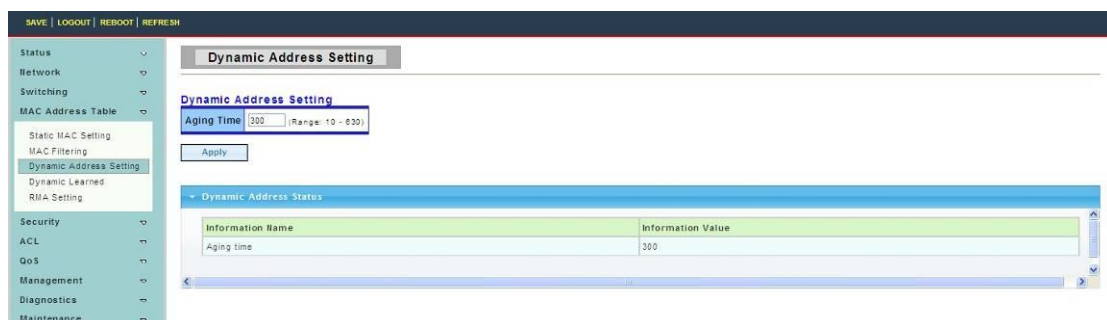 SAVE | LOGOUT | REBOOT | REFRESH
Status
Network
Switching
MAC Address Table
Static MAC Setting
MAC Filtering
Dynamic Address Setting
Dynamic Learned
RMA Setting
Security
ACL
QoS
Management
Diagnostics
Maintenance
Dynamic Address Setting
Dynamic Address Setting
Aging Time 300 (Range: 10 - 630)
Apply
Dynamic Address Status
Information Name Information Value
Aging time 300